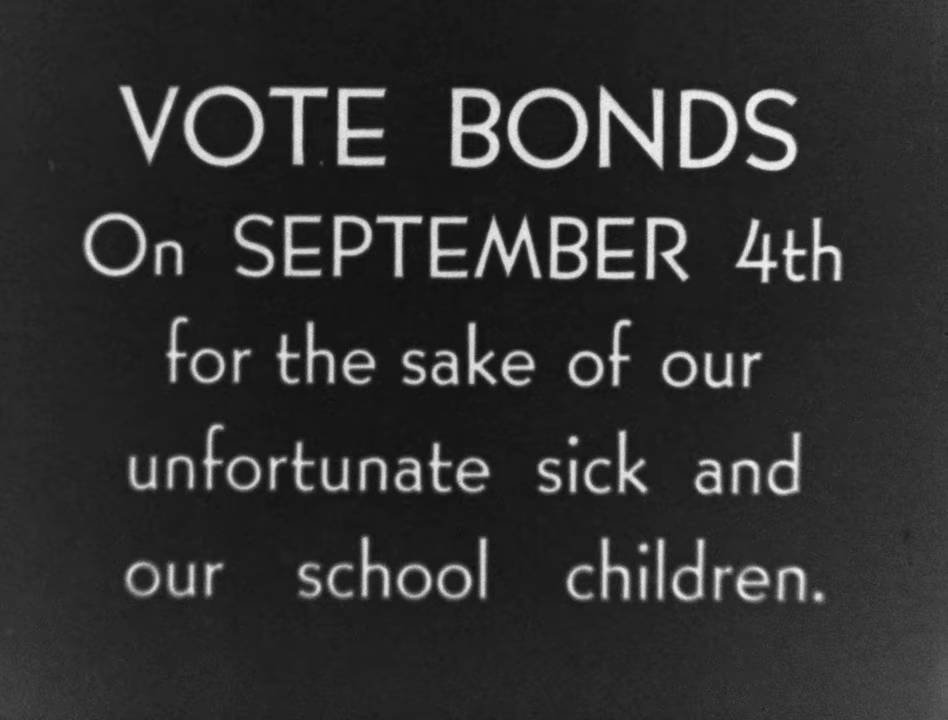 VOTE BONDS
On SEPTEMBER 4th
for the sake of our
unfortunate sick and
our school children.